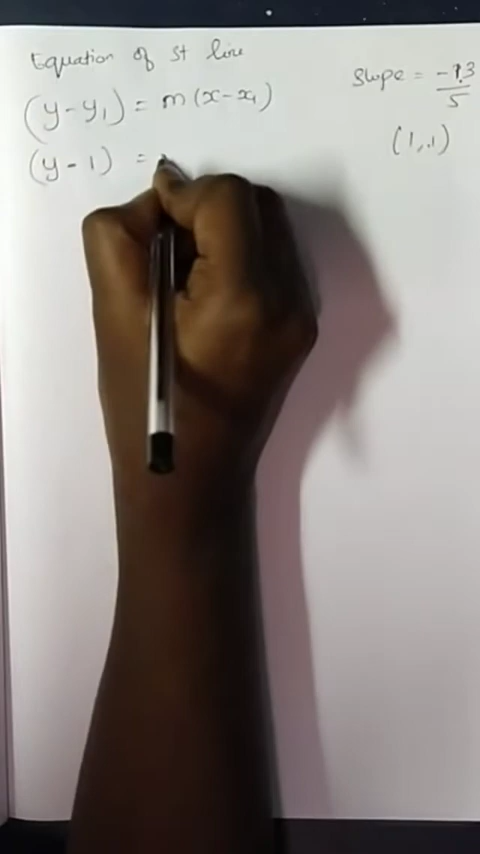 Equation of st line
(y - y₁) = m (x - x₁)
(y - 1) =
Slope = -13/5
(1, 1)